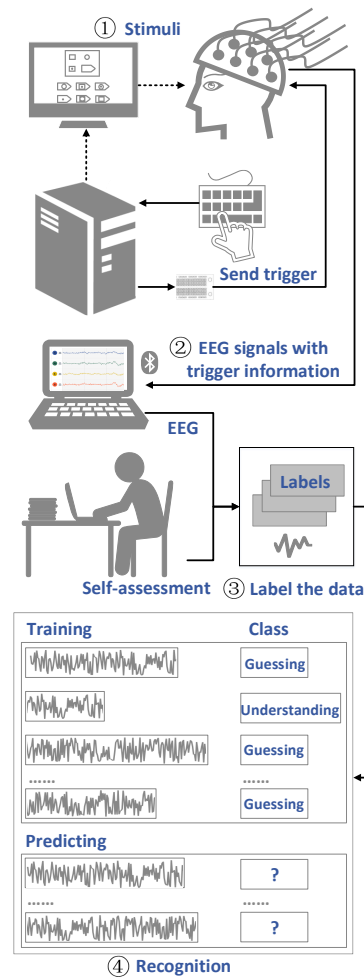 ① Stimuli
Send trigger
② EEG signals with
trigger information
EEG
Labels
Self-assessment
③ Label the data
Training Class
Guessing
Understanding
Guessing
...... ......
Guessing
Predicting
?
...... ......
?
④ Recognition